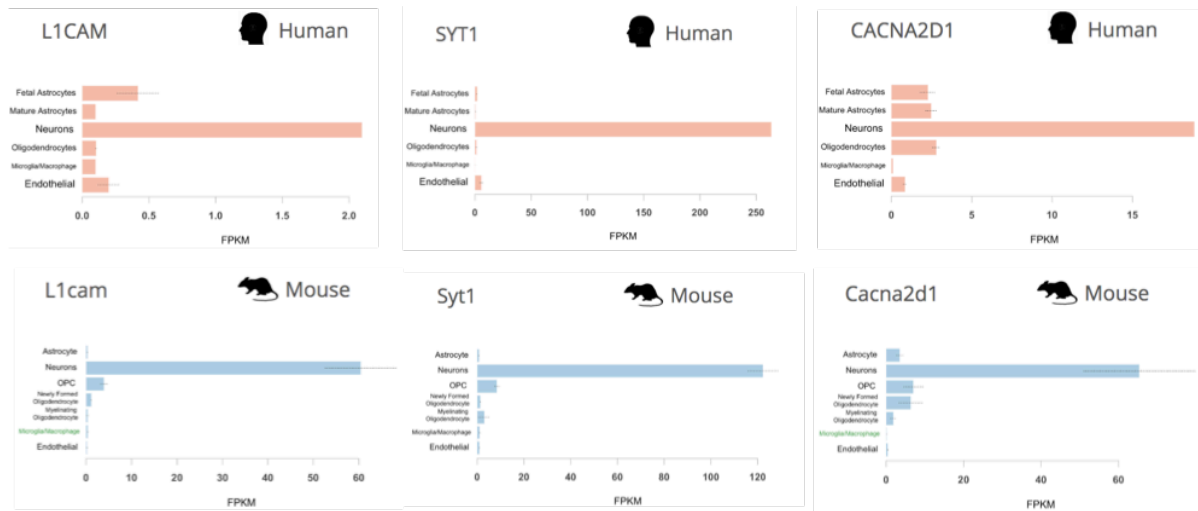 L1CAM Human
Fetal Astrocytes
Mature Astrocytes
Neurons
Oligodendrocytes
Microglia/Macrophage
Endothelial
0.0 0.5 1.0 1.5 2.0
FPKM
SYT1 Human
Fetal Astrocytes
Mature Astrocytes
Neurons
Oligodendrocytes
Microglia/Macrophage
Endothelial
0 50 100 150 200 250
FPKM
CACNA2D1 Human
Fetal Astrocytes
Mature Astrocytes
Neurons
Oligodendrocytes
Microglia/Macrophage
Endothelial
0 5 10 15
FPKM
L1cam Mouse
Astrocyte
Neurons
OPC
Newly Formed
Oligodendrocyte
Myelinating
Oligodendrocyte
Microglia/Macrophage
Endothelial
0 10 20 30 40 50 60
FPKM
Syt1 Mouse
Astrocyte
Neurons
OPC
Newly Formed
Oligodendrocyte
Myelinating
Oligodendrocyte
Microglia/Macrophage
Endothelial
0 20 40 60 80 100 120
FPKM
Cacna2d1 Mouse
Astrocyte
Neurons
OPC
Newly Formed
Oligodendrocyte
Myelinating
Oligodendrocyte
Microglia/Macrophage
Endothelial
0 20 40 60
FPKM